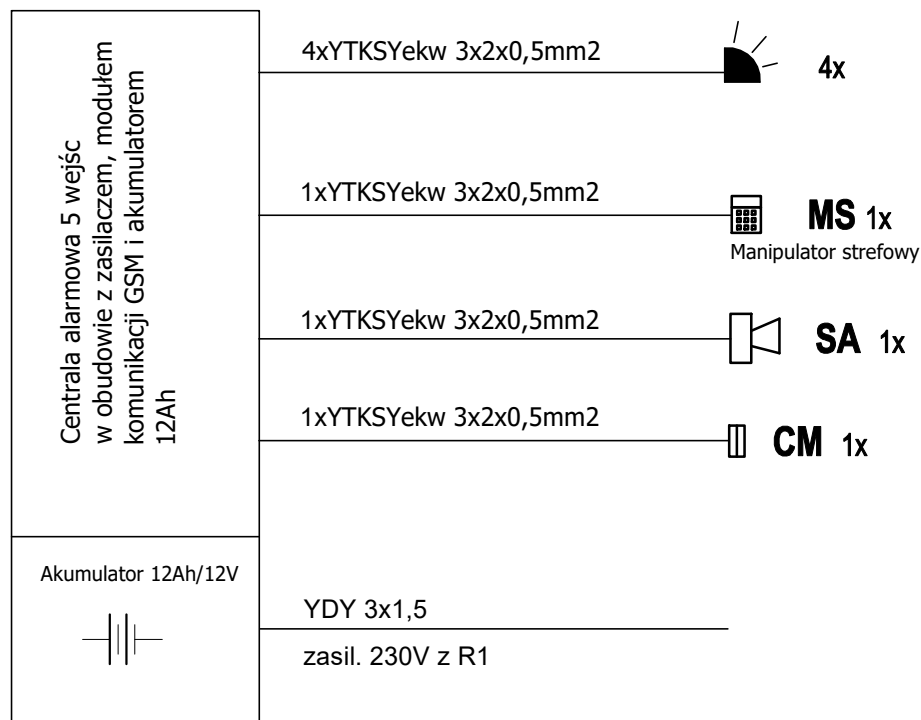 Centrala alarmowa 5 wejśc
w obudowie z zasilaczem, modułem
komunikacji GSM i akumulatorem
12Ah
4xYTKSYekw 3x2x0,5mm2
4x
1xYTKSYekw 3x2x0,5mm2
MS 1x
Manipulator strefowy
1xYTKSYekw 3x2x0,5mm2
SA 1x
1xYTKSYekw 3x2x0,5mm2
CM 1x
Akumulator 12Ah/12V
YDY 3x1,5
zasil. 230V z R1